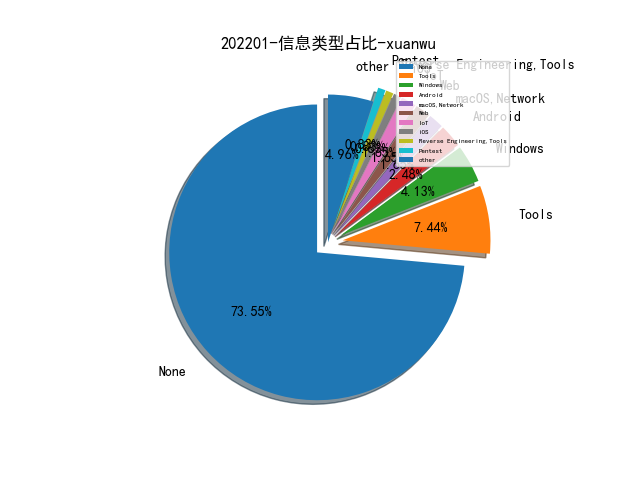 202201-信息类型占比-xuanwu
Pentest
other
Engineering,Tools
Web
macOS,Network
Android
Windows
Tools
None
None
Tools
Windows
Android
macOS,Network
Web
IoT
iOS
Reverse Engineering,Tools
Pentest
other
4.96%
2.48%
4.13%
7.44%
73.55%